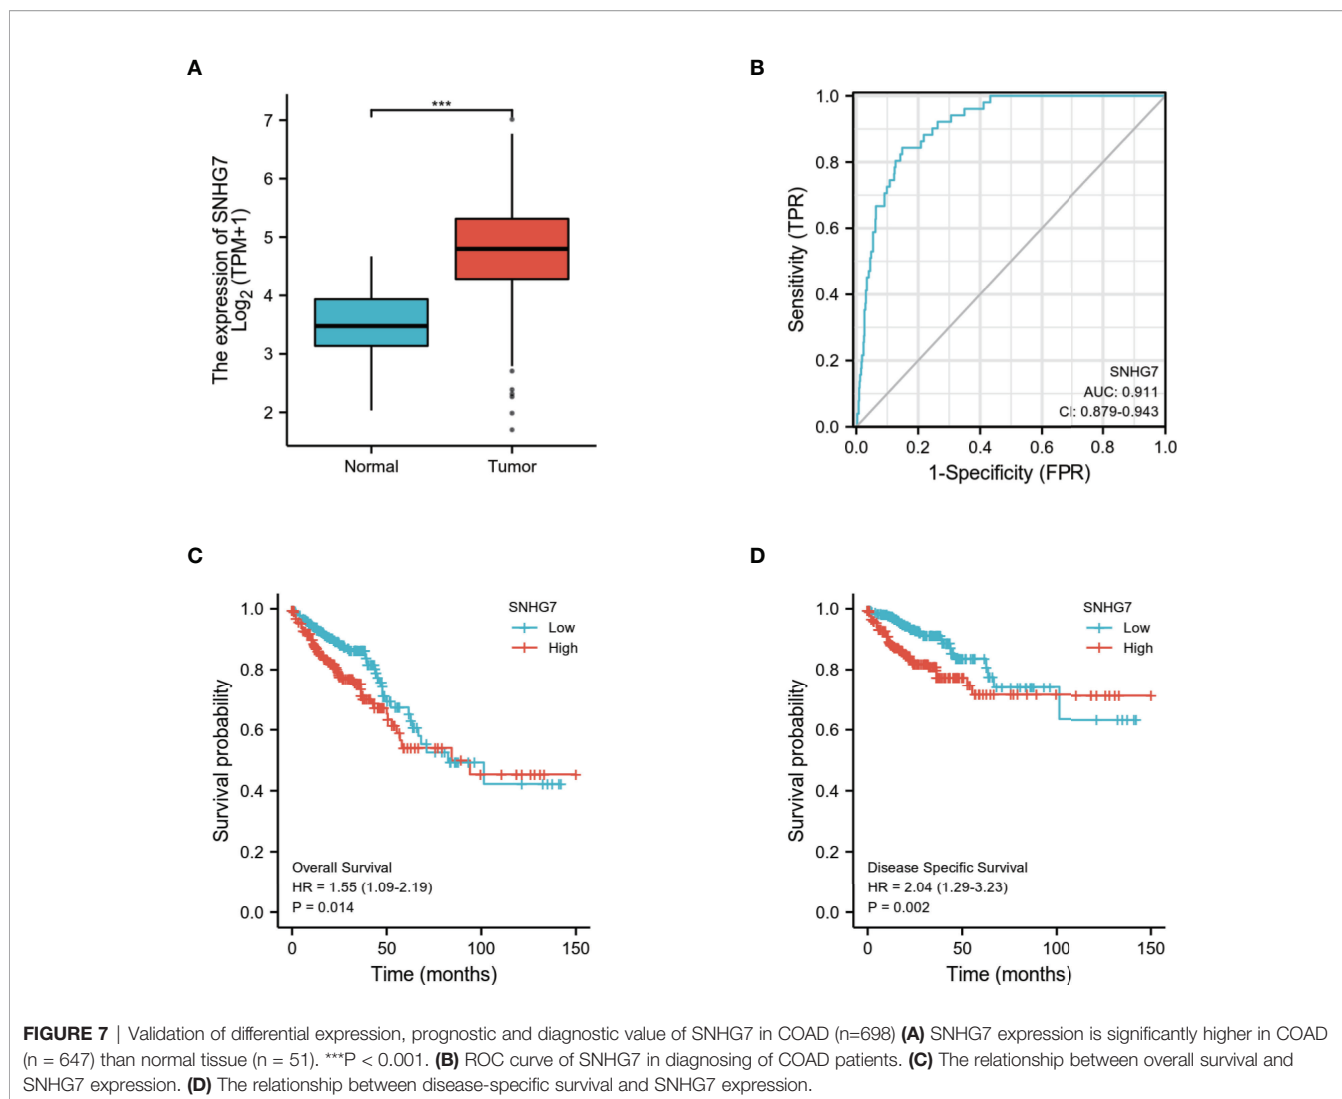 A
***
The expression of SNHG7
Log2 (TPM+1)
7
6
5
4
3
2
Normal Tumor
B
Sensitivity (TPR)
1.0
0.8
0.6
0.4
0.2
0.0
SNHG7
AUC: 0.911
CI: 0.879-0.943
0.0 0.2 0.4 0.6 0.8 1.0
1-Specificity (FPR)
C
Survival probability
1.0
0.8
0.6
0.4
0.2
0.0
SNHG7
Low
High
Overall Survival
HR = 1.55 (1.09-2.19)
P = 0.014
0 50 100 150
Time (months)
D
Survival probability
1.0
0.8
0.6
0.4
0.2
0.0
SNHG7
Low
High
Disease Specific Survival
HR = 2.04 (1.29-3.23)
P = 0.002
0 50 100 150
Time (months)
FIGURE 7 | Validation of differential expression, prognostic and diagnostic value of SNHG7 in COAD (n=698) (A) SNHG7 expression is significantly higher in COAD
(n = 647) than normal tissue (n = 51). ***P < 0.001. (B) ROC curve of SNHG7 in diagnosing of COAD patients. (C) The relationship between overall survival and
SNHG7 expression. (D) The relationship between disease-specific survival and SNHG7 expression.